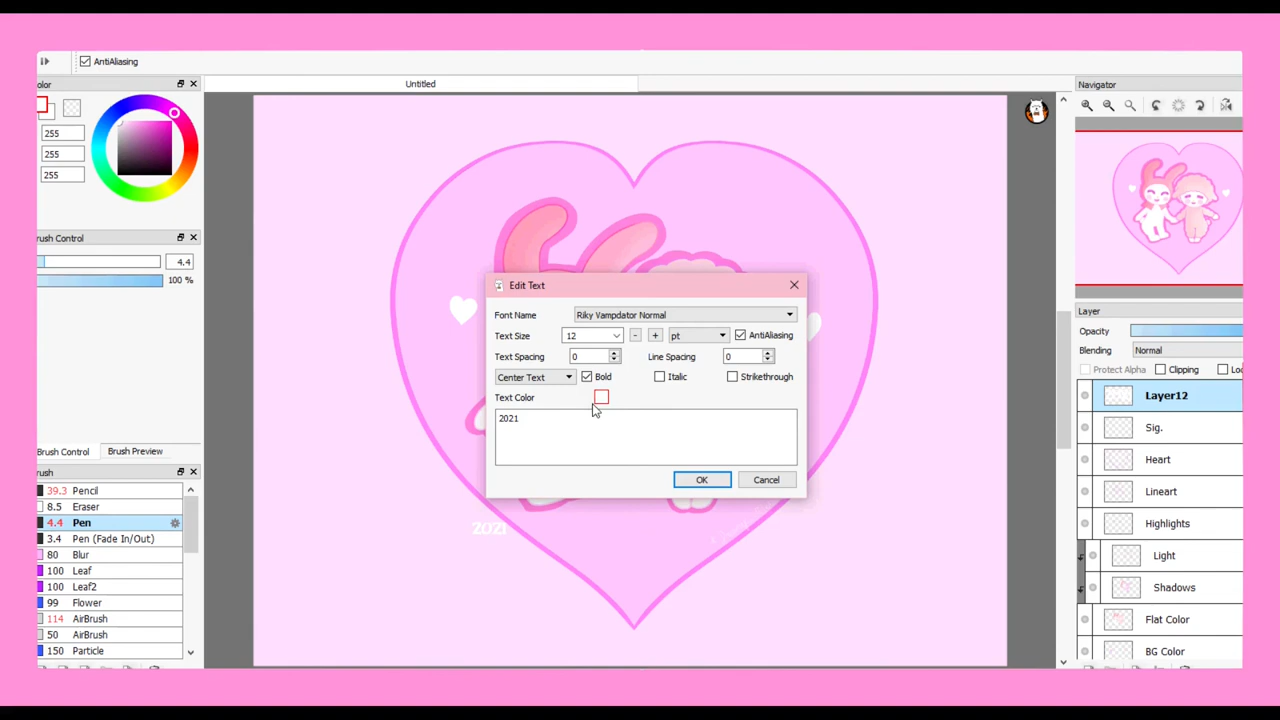 AntiAliasing
olor
Untitled
Navigator
255
255
255
rush Control
4.4
100 %
Layer
Opacity
Blending
Normal
Protect Alpha
Clipping
Loc
Layer12
Sig.
Heart
Lineart
Highlights
Light
Shadows
Flat Color
BG Color
Edit Text
Font Name
Riky Vampdator Normal
Text Size
12
-
+
pt
AntiAliasing
Text Spacing
0
Line Spacing
0
Center Text
Bold
Italic
Strikethrough
Text Color
2021
OK
Cancel
2021
Brush Control
Brush Preview
rush
39.3 Pencil
8.5 Eraser
4.4 Pen
3.4 Pen (Fade In/Out)
80 Blur
100 Leaf
100 Leaf2
99 Flower
114 AirBrush
50 AirBrush
150 Particle